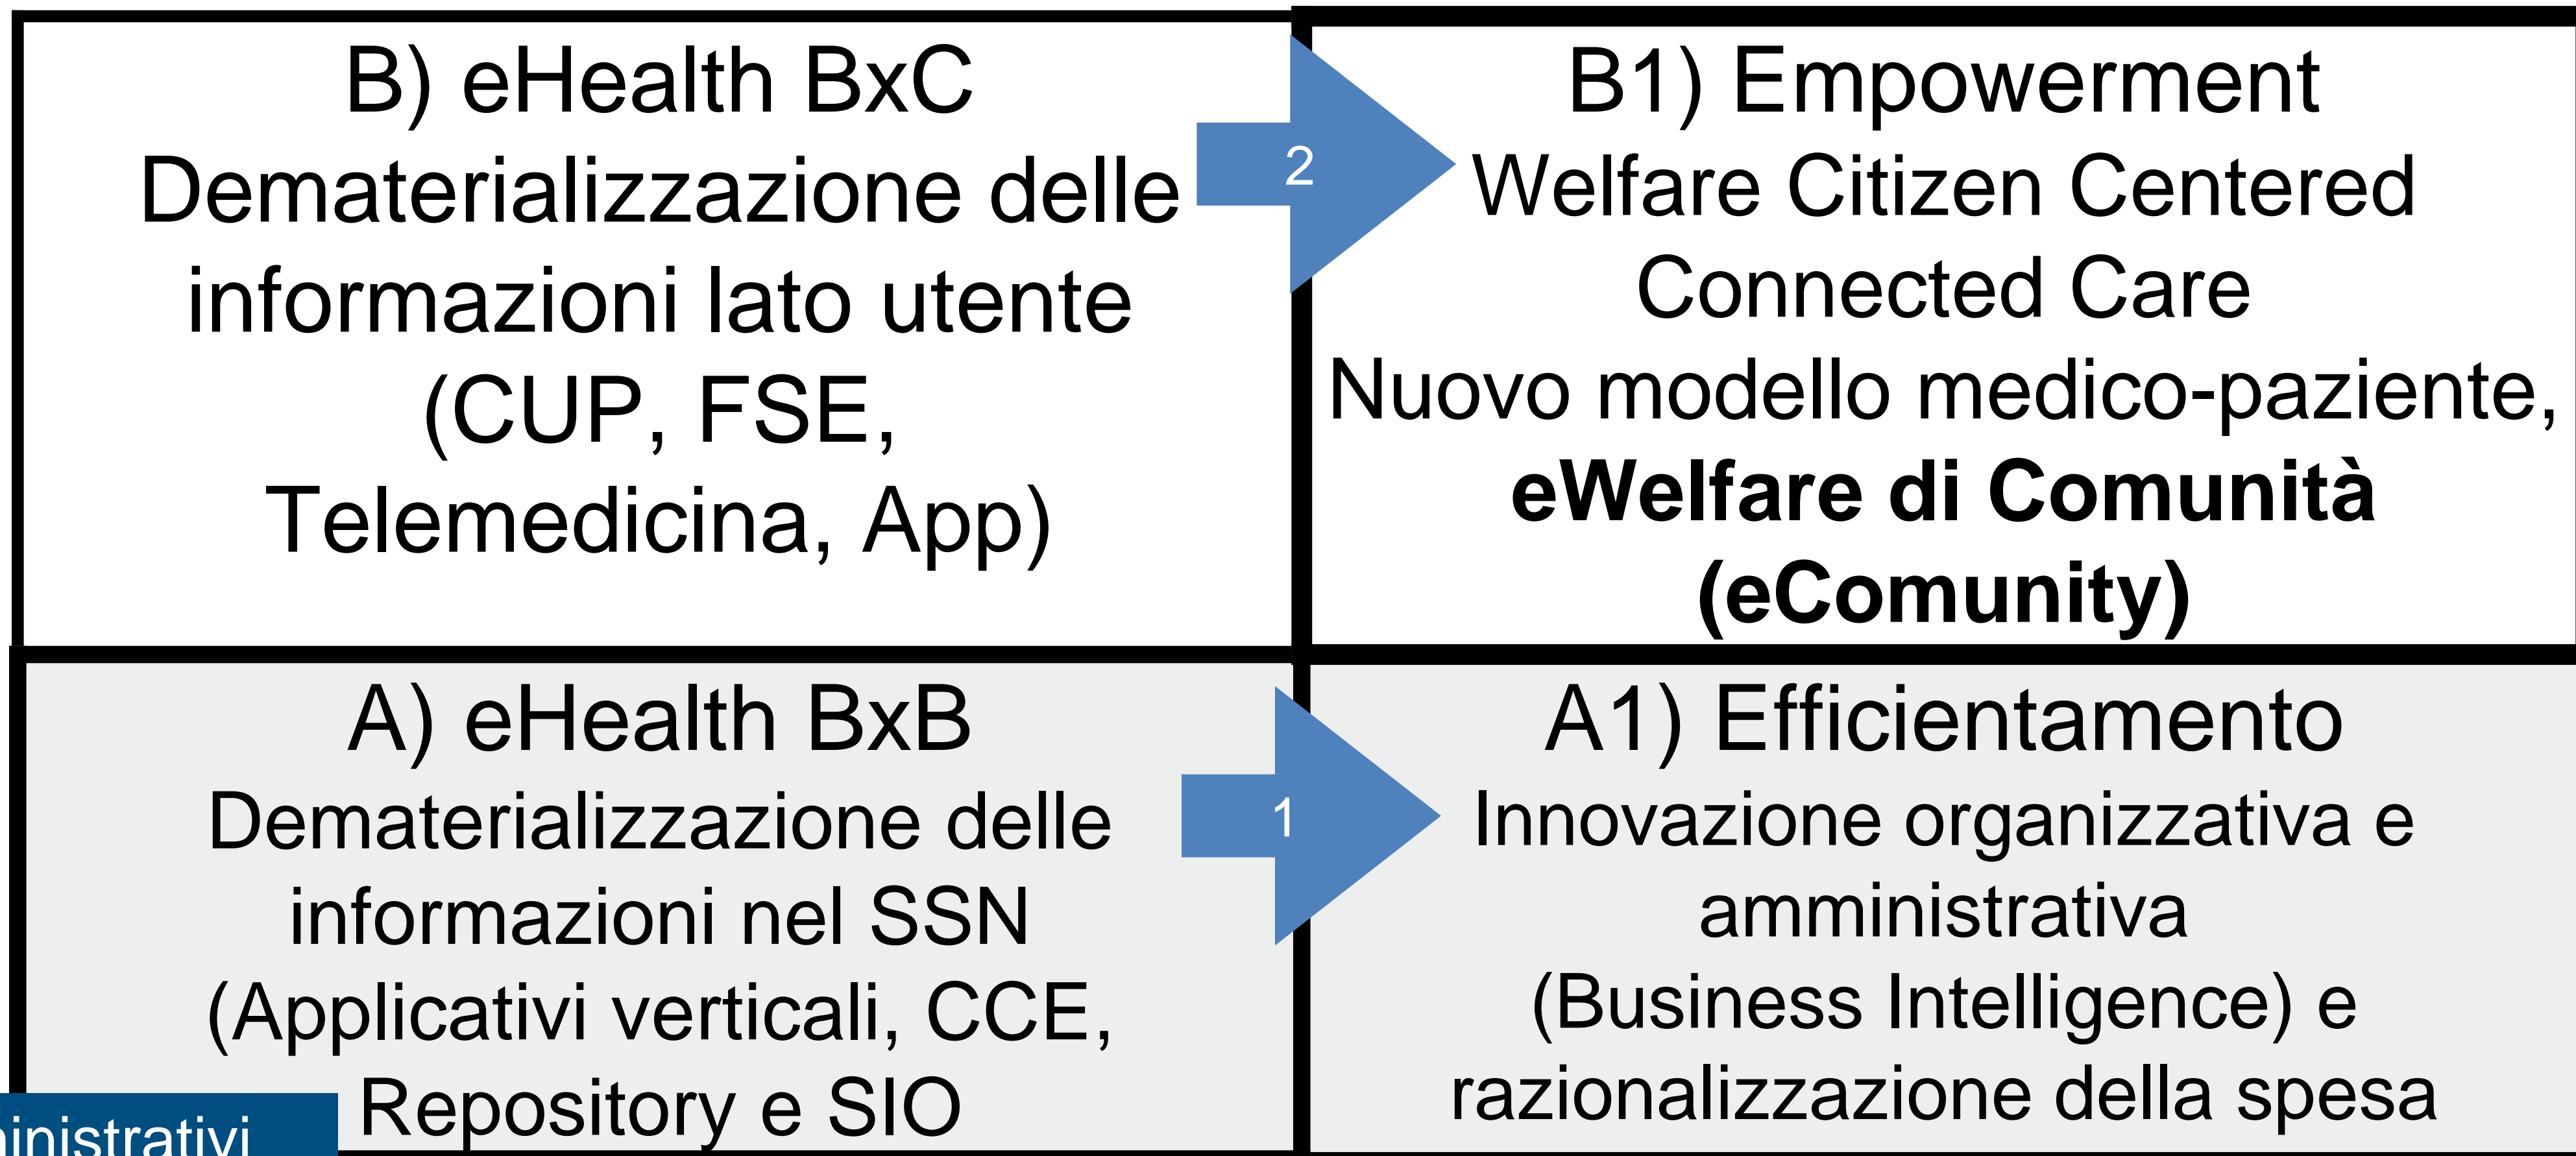 B) eHealth BxC
Dematerializzazione delle
informazioni lato utente
(CUP, FSE,
Telemedicina, App)
2
B1) Empowerment
Welfare Citizen Centered
Connected Care
Nuovo modello medico-paziente,
eWelfare di Comunità
(eComunity)
A) eHealth BxB
Dematerializzazione delle
informazioni nel SSN
(Applicativi verticali, CCE,
Repository e SIO
1
A1) Efficientamento
Innovazione organizzativa e
amministrativa
(Business Intelligence) e
razionalizzazione della spesa